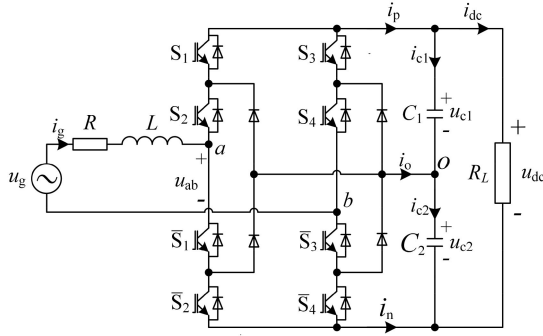 i_p
i_dc
S_1
S_3
i_c1
S_2
S_4
C_1
+
u_c1
-
i_g
R
L
a
+
u_g
u_ab
-
i_o
o
R_L
+
u_dc
-
b
i_c2
S̅_1
S̅_3
C_2
+
u_c2
-
S̅_2
S̅_4
i_n